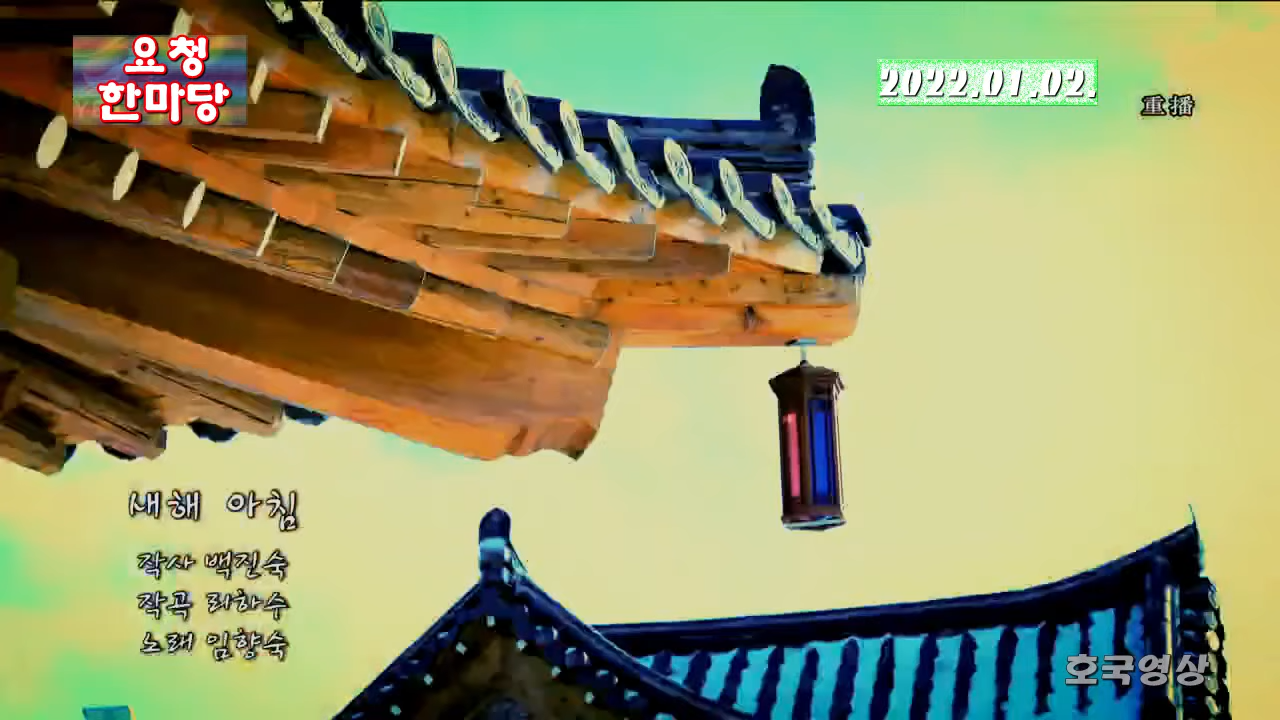 요청
한마당
2022.01.02.
重播
새해 아침
작사 백진숙
작곡 리하수
노래 임향숙
호국영상